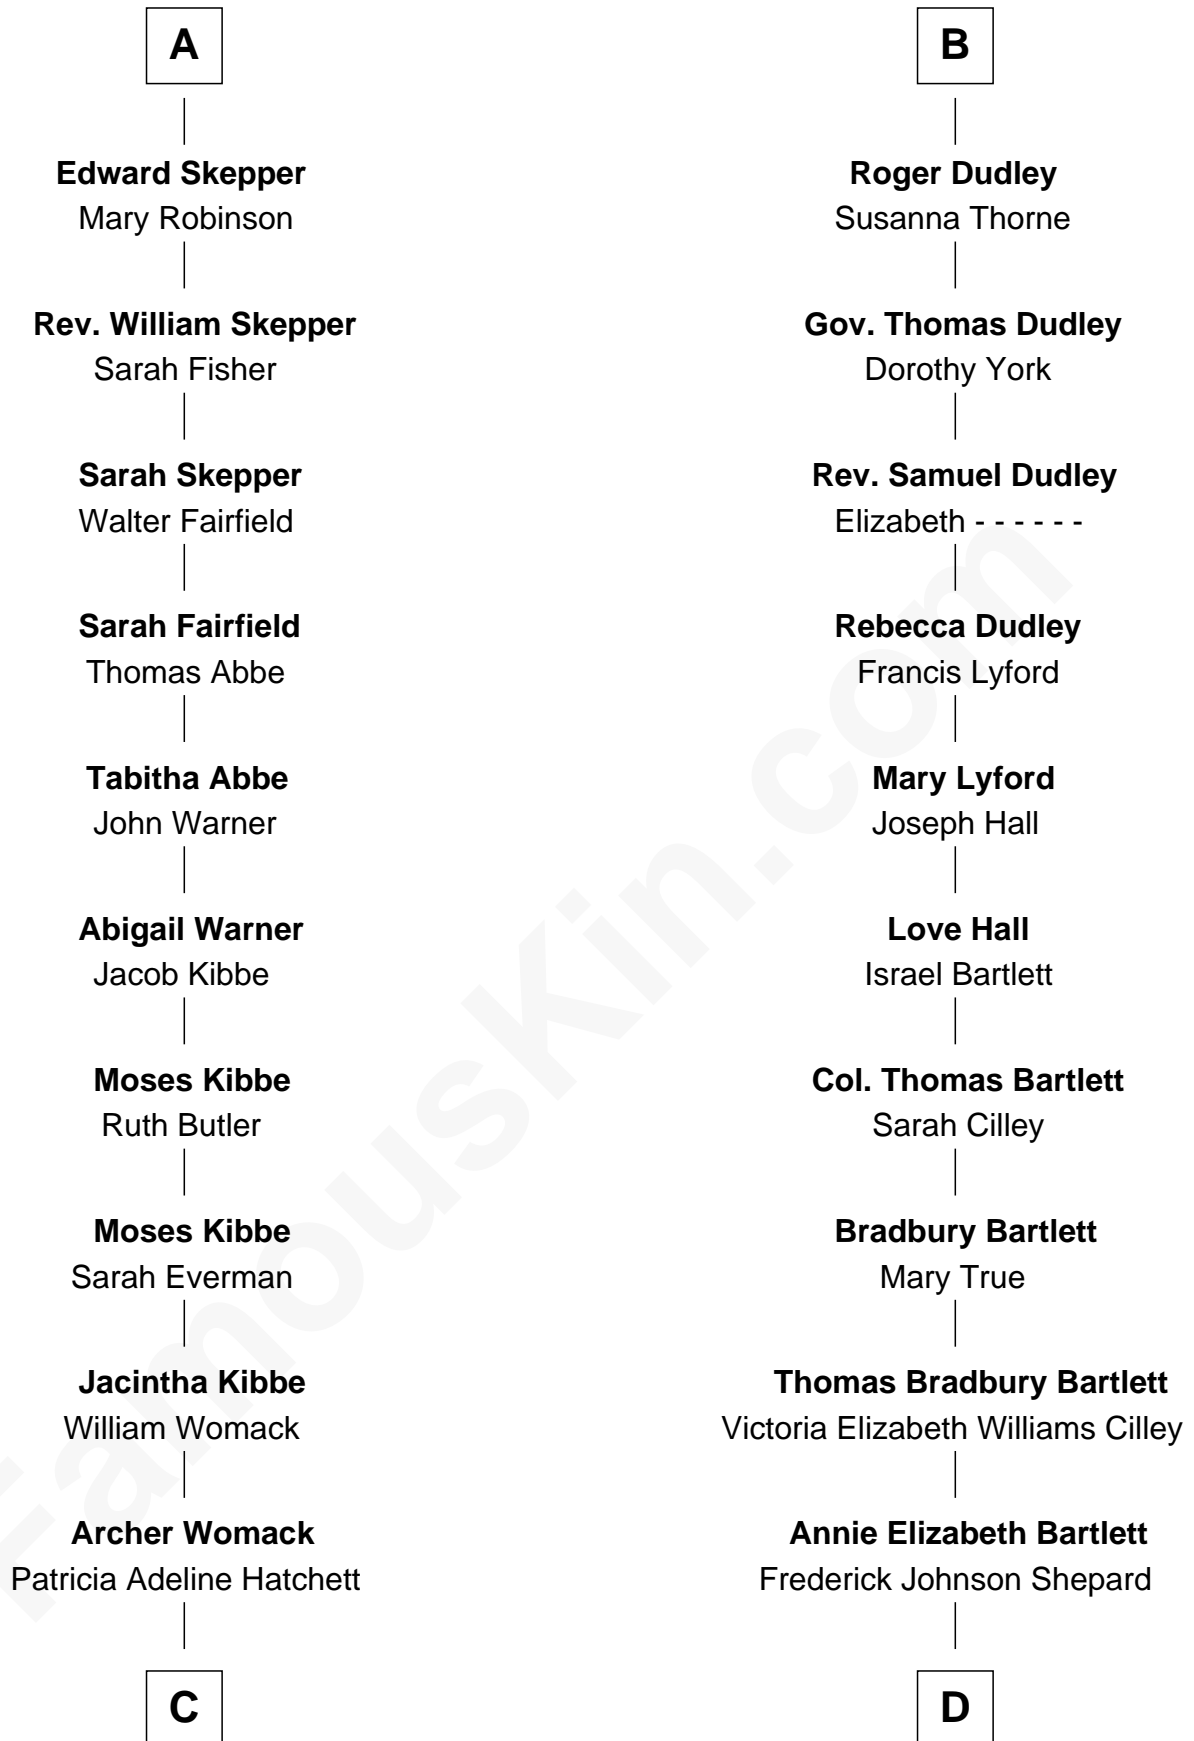 A
Edward Skepper
Mary Robinson
Rev. William Skepper
Sarah Fisher
Sarah Skepper
Walter Fairfield
Sarah Fairfield
Thomas Abbe
Tabitha Abbe
John Warner
Abigail Warner
Jacob Kibbe
Moses Kibbe
Ruth Butler
Moses Kibbe
Sarah Everman
Jacintha Kibbe
William Womack
Archer Womack
Patricia Adeline Hatchett
C
B
Roger Dudley
Susanna Thorne
Gov. Thomas Dudley
Dorothy York
Rev. Samuel Dudley
Elizabeth - - - - - -
Rebecca Dudley
Francis Lyford
Mary Lyford
Joseph Hall
Love Hall
Israel Bartlett
Col. Thomas Bartlett
Sarah Cilley
Bradbury Bartlett
Mary True
Thomas Bradbury Bartlett
Victoria Elizabeth Williams Cilley
Annie Elizabeth Bartlett
Frederick Johnson Shepard
D
FamousKin.com